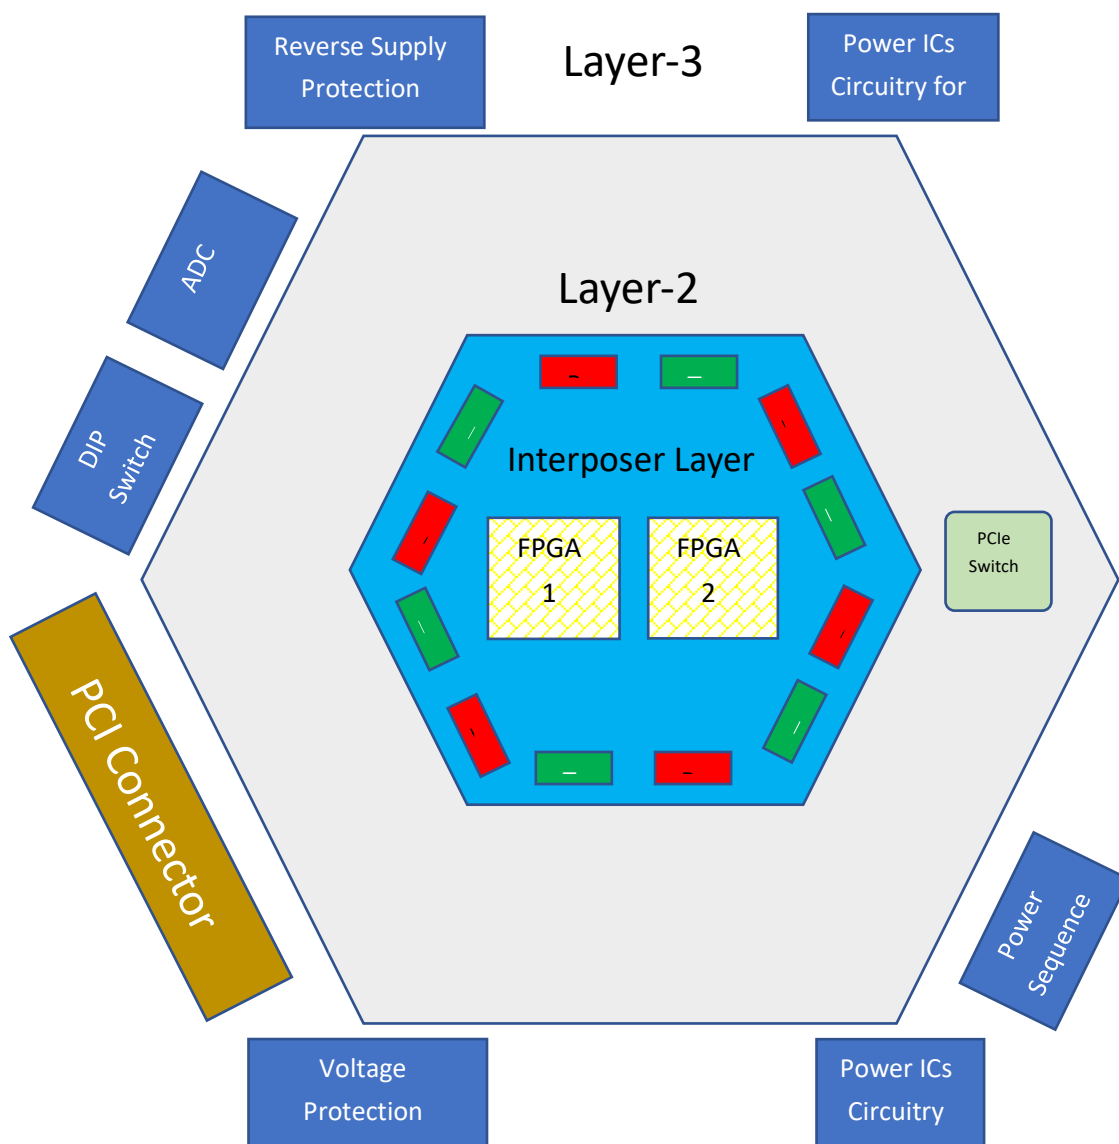 Reverse Supply
Protection
Layer-3
Power ICs
Circuitry for
ADC
Layer-2
DIP
Switch
Interposer Layer
FPGA
1
FPGA
2
PCIe
Switch
PCI Connector
Power
Sequence
Voltage
Protection
Power ICs
Circuitry